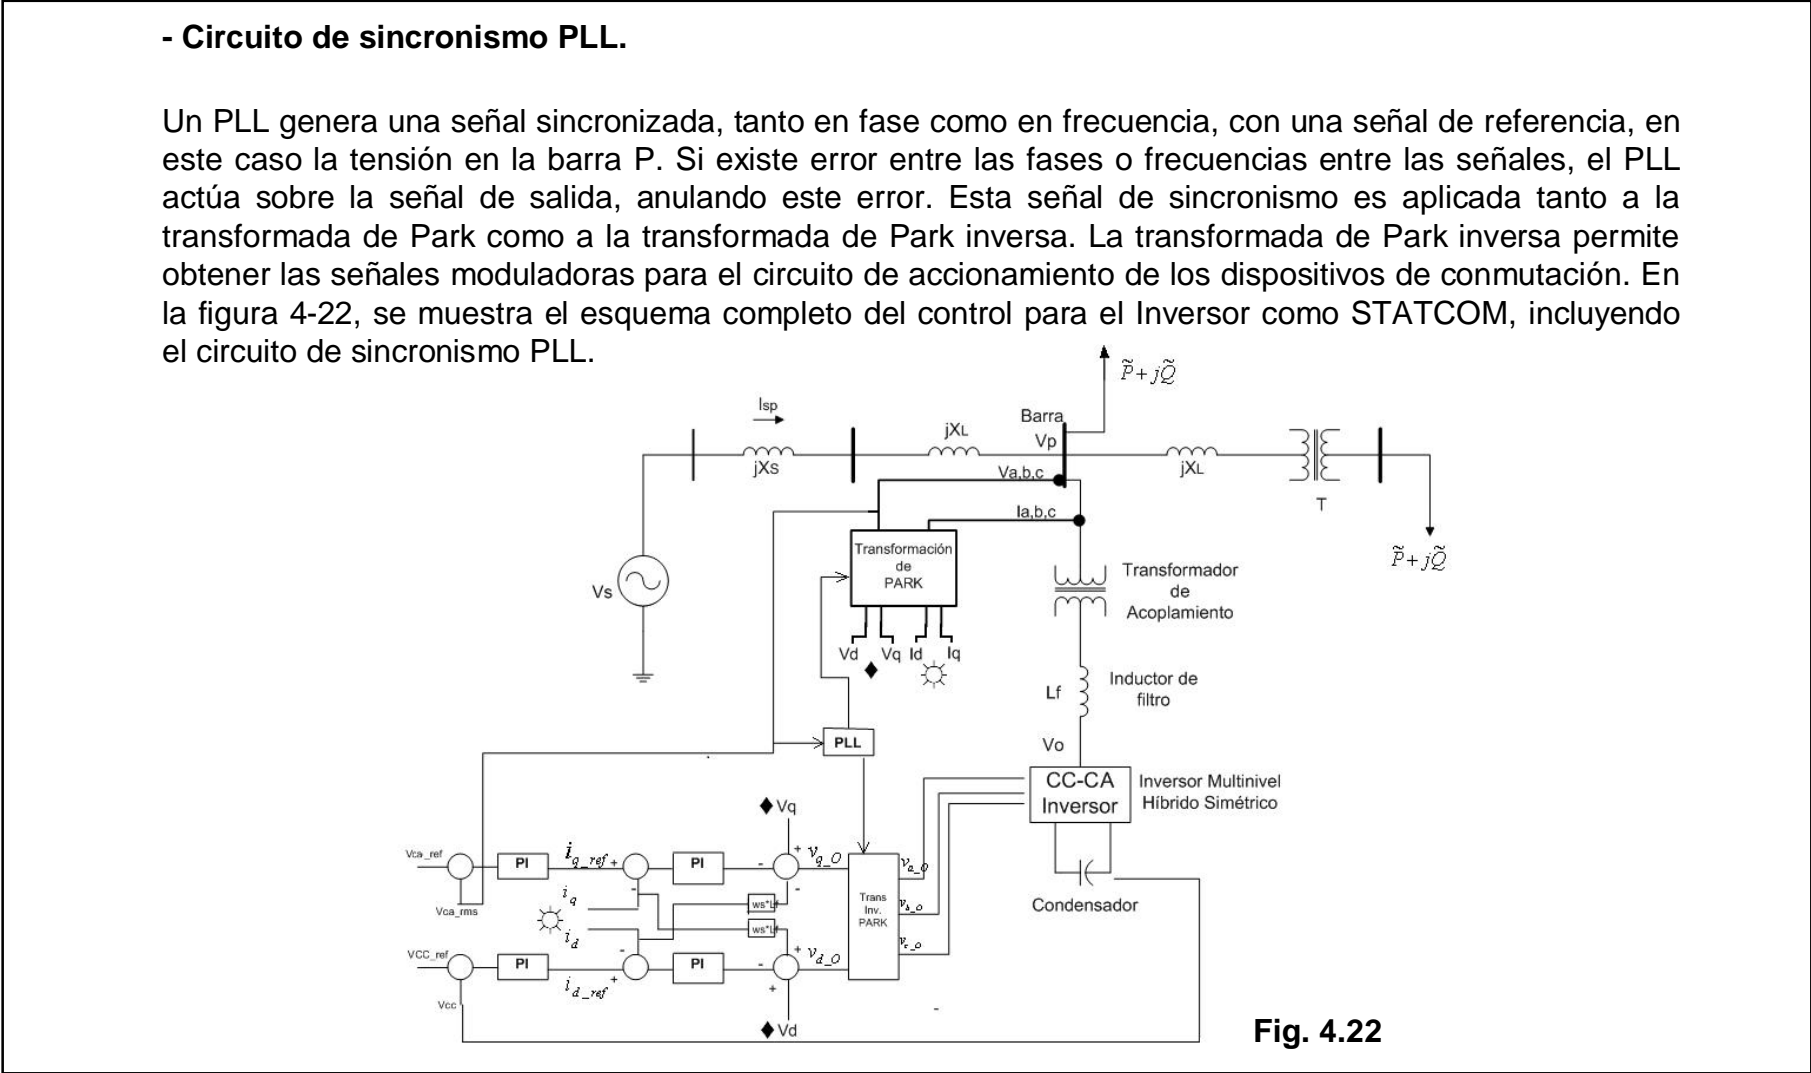 - Circuito de sincronismo PLL.
Un PLL genera una señal sincronizada, tanto en fase como en frecuencia, con una señal de referencia, en
este caso la tensión en la barra P. Si existe error entre las fases o frecuencias entre las señales, el PLL
actúa sobre la señal de salida, anulando este error. Esta señal de sincronismo es aplicada tanto a la
transformada de Park como a la transformada de Park inversa. La transformada de Park inversa permite
obtener las señales moduladoras para el circuito de accionamiento de los dispositivos de conmutación. En
la figura 4-22, se muestra el esquema completo del control para el Inversor como STATCOM, incluyendo
el circuito de sincronismo PLL.
P̃ + jQ̃
Isp
Barra
jXL
Vp
jXS
jXL
Va,b,c
T
Ia,b,c
Transformación
de
PARK
P̃ + jQ̃
Transformador
de
Acoplamiento
Vs
Vd
Vq
Id
Iq
Inductor de
filtro
Lf
PLL
Vo
CC-CA
Inversor
Inversor Multinivel
Híbrido Simétrico
Vq
Vca_ref
PI
i_q_ref
+
PI
-
+
v_q_O
v_a_O
-
-
i_q
Vca_rms
ws*Lf
Trans
Inv.
PARK
v_b_O
Condensador
i_d
ws*Lf
v_c_O
VCC_ref
PI
-
PI
-
+
v_d_O
i_d_ref
+
+
Vcc
Vd
Fig. 4.22